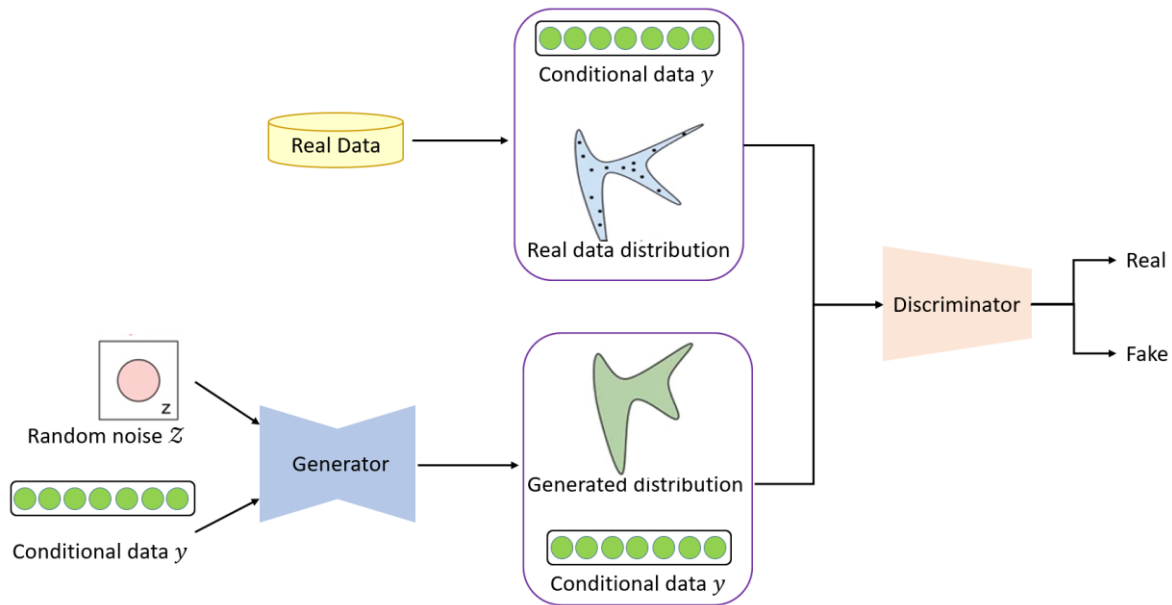 Conditional data y
Real Data
Real data distribution
Discriminator
Real
Fake
z
Random noise Z
Generator
Generated distribution
Conditional data y
Conditional data y